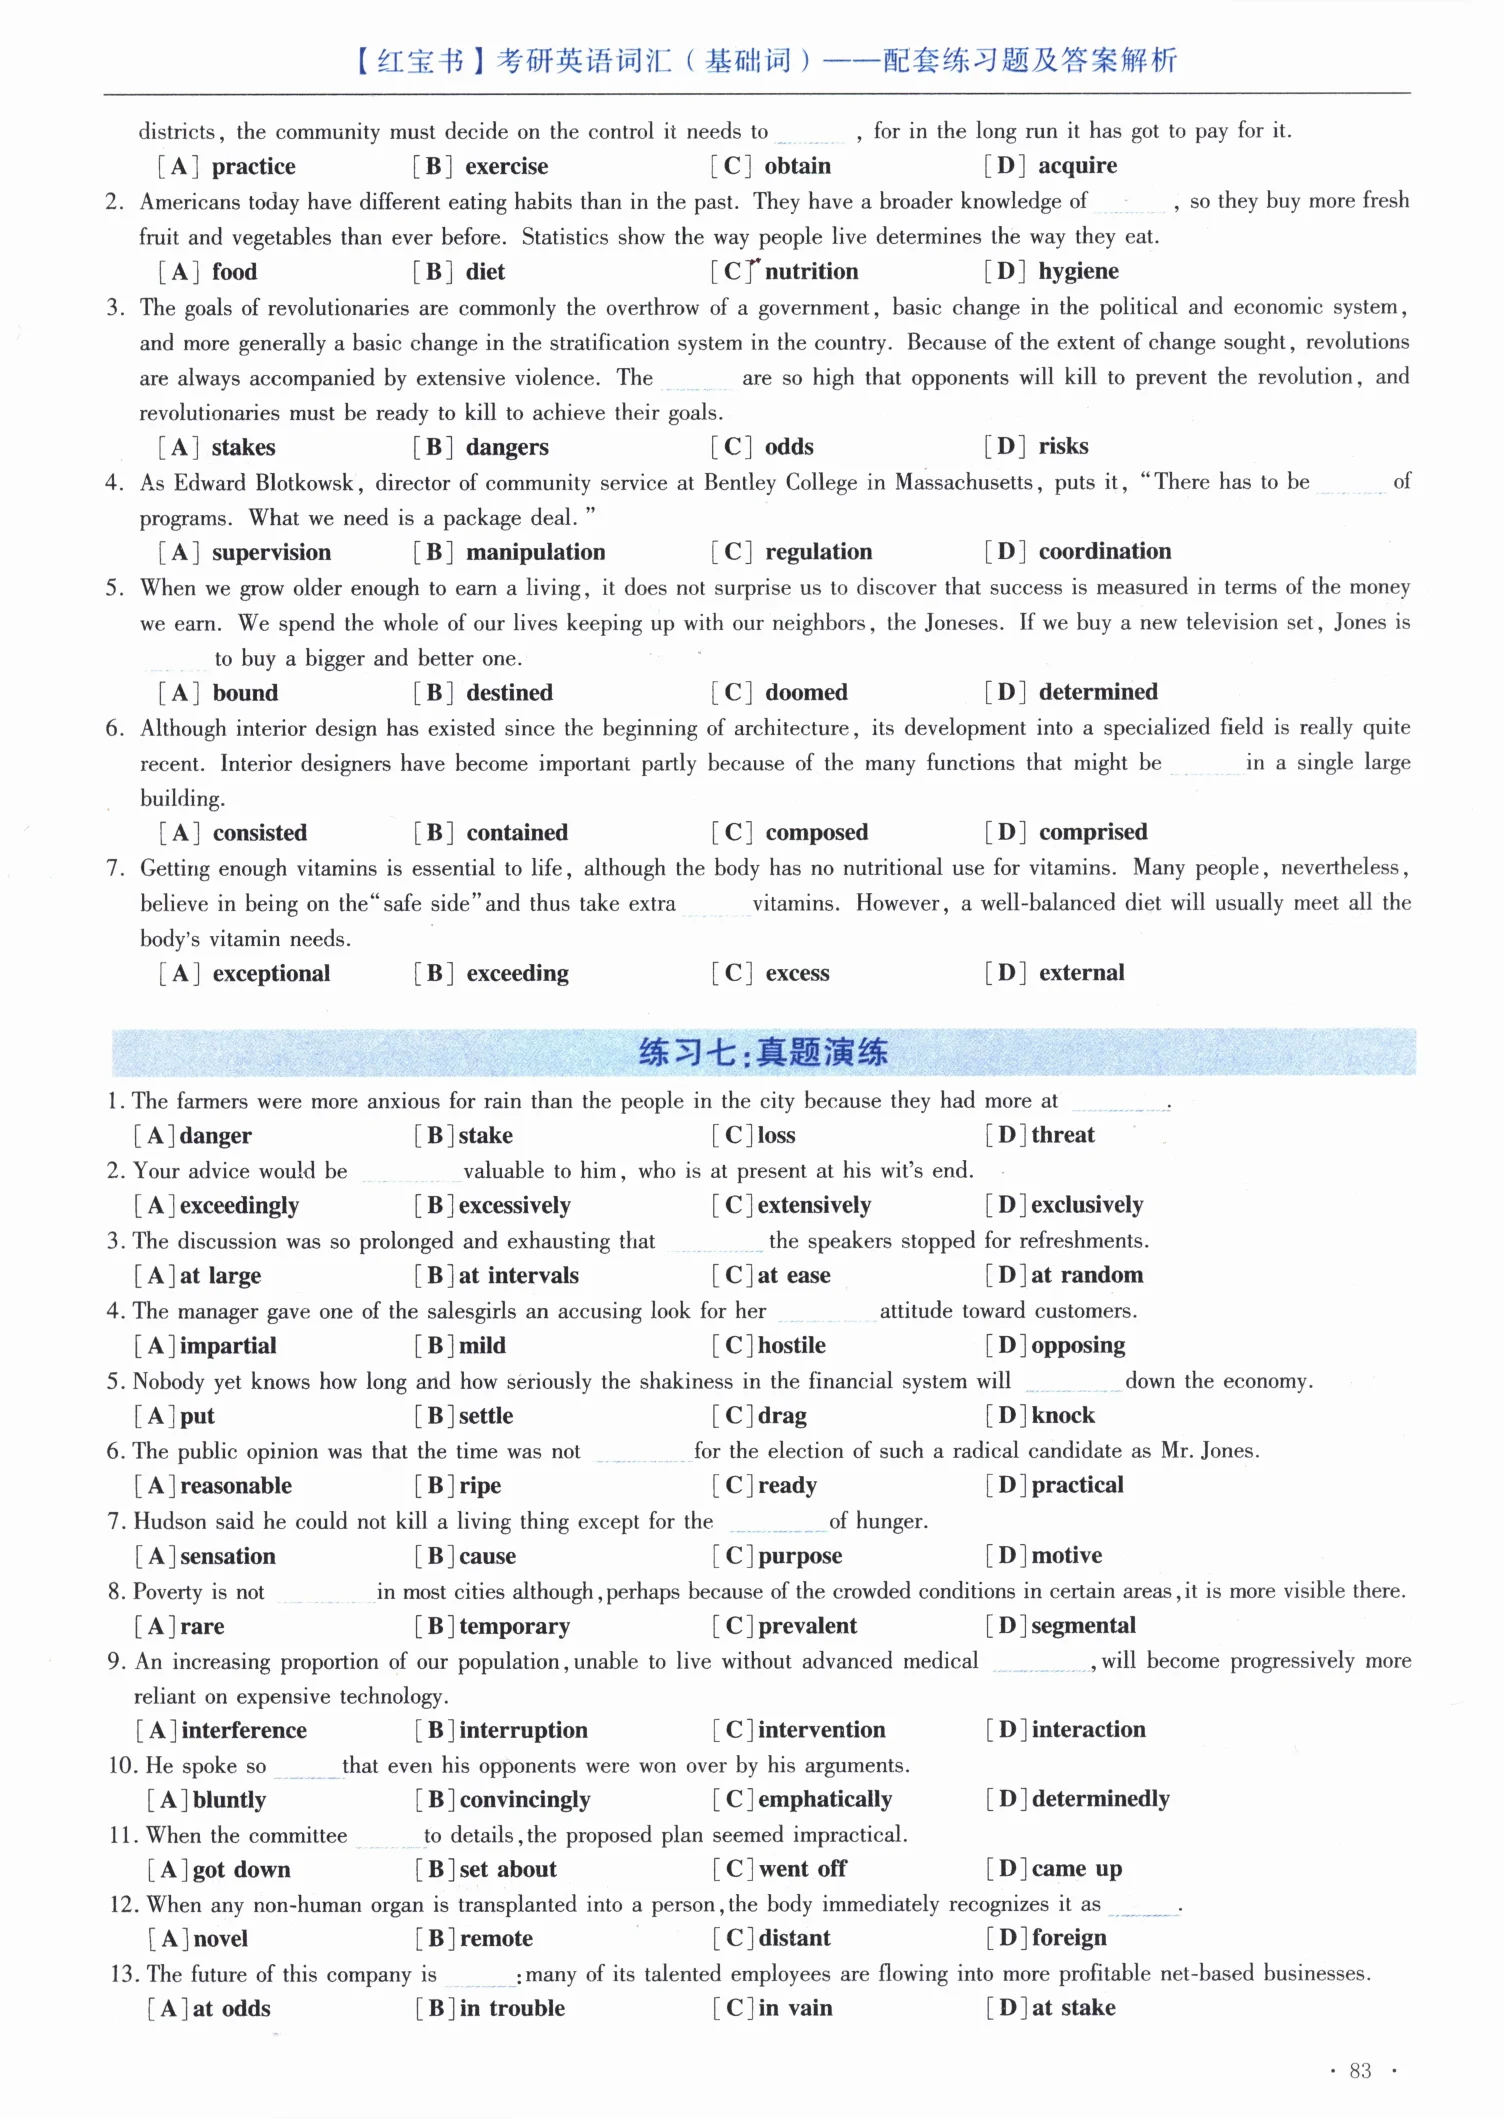 【红宝书】考研英语词汇（基础词）——配套练习题及答案解析
districts, the community must decide on the control it needs to ______, for in the long run it has got to pay for it.
[A] practice [B] exercise [C] obtain [D] acquire
2. Americans today have different eating habits than in the past. They have a broader knowledge of ______, so they buy more fresh
fruit and vegetables than ever before. Statistics show the way people live determines the way they eat.
[A] food [B] diet [C] nutrition [D] hygiene
3. The goals of revolutionaries are commonly the overthrow of a government, basic change in the political and economic system,
and more generally a basic change in the stratification system in the country. Because of the extent of change sought, revolutions
are always accompanied by extensive violence. The ______ are so high that opponents will kill to prevent the revolution, and
revolutionaries must be ready to kill to achieve their goals.
[A] stakes [B] dangers [C] odds [D] risks
4. As Edward Blotkowsk, director of community service at Bentley College in Massachusetts, puts it, “There has to be ______ of
programs. What we need is a package deal.”
[A] supervision [B] manipulation [C] regulation [D] coordination
5. When we grow older enough to earn a living, it does not surprise us to discover that success is measured in terms of the money
we earn. We spend the whole of our lives keeping up with our neighbors, the Joneses. If we buy a new television set, Jones is
______ to buy a bigger and better one.
[A] bound [B] destined [C] doomed [D] determined
6. Although interior design has existed since the beginning of architecture, its development into a specialized field is really quite
recent. Interior designers have become important partly because of the many functions that might be ______ in a single large
building.
[A] consisted [B] contained [C] composed [D] comprised
7. Getting enough vitamins is essential to life, although the body has no nutritional use for vitamins. Many people, nevertheless,
believe in being on the“safe side”and thus take extra ______ vitamins. However, a well-balanced diet will usually meet all the
body's vitamin needs.
[A] exceptional [B] exceeding [C] excess [D] external
练习七：真题演练
1. The farmers were more anxious for rain than the people in the city because they had more at ______.
[A]danger [B]stake [C]loss [D]threat
2. Your advice would be ______ valuable to him, who is at present at his wit's end.
[A]exceedingly [B]excessively [C]extensively [D]exclusively
3. The discussion was so prolonged and exhausting that ______ the speakers stopped for refreshments.
[A]at large [B]at intervals [C]at ease [D]at random
4. The manager gave one of the salesgirls an accusing look for her ______ attitude toward customers.
[A]impartial [B]mild [C]hostile [D]opposing
5. Nobody yet knows how long and how seriously the shakiness in the financial system will ______ down the economy.
[A]put [B]settle [C]drag [D]knock
6. The public opinion was that the time was not ______ for the election of such a radical candidate as Mr. Jones.
[A]reasonable [B]ripe [C]ready [D]practical
7. Hudson said he could not kill a living thing except for the ______ of hunger.
[A]sensation [B]cause [C]purpose [D]motive
8. Poverty is not ______ in most cities although,perhaps because of the crowded conditions in certain areas,it is more visible there.
[A]rare [B]temporary [C]prevalent [D]segmental
9. An increasing proportion of our population,unable to live without advanced medical ______,will become progressively more
reliant on expensive technology.
[A]interference [B]interruption [C]intervention [D]interaction
10. He spoke so ______ that even his opponents were won over by his arguments.
[A]bluntly [B]convincingly [C]emphatically [D]determinedly
11. When the committee ______ to details,the proposed plan seemed impractical.
[A]got down [B]set about [C]went off [D]came up
12. When any non-human organ is transplanted into a person,the body immediately recognizes it as ______.
[A]novel [B]remote [C]distant [D]foreign
13. The future of this company is ______:many of its talented employees are flowing into more profitable net-based businesses.
[A]at odds [B]in trouble [C]in vain [D]at stake
· 83 ·